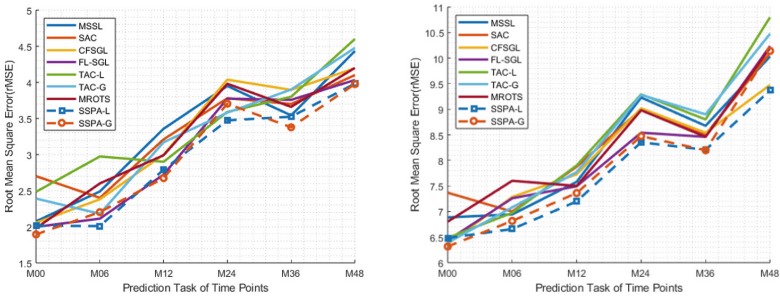 5
4.5
4
3.5
3
2.5
2
1.5
Root Mean Square Error(rMSE)
MSSL
SAC
CFSGL
FL-SGL
TAC-L
TAC-G
MROTS
SSPA-L
SSPA-G
M00 M06 M12 M24 M36 M48
Prediction Task of Time Points
11
10.5
10
9.5
9
8.5
8
7.5
7
6.5
6
Root Mean Square Error(rMSE)
MSSL
SAC
CFSGL
FL-SGL
TAC-L
TAC-G
MROTS
SSPA-L
SSPA-G
M00 M06 M12 M24 M36 M48
Prediction Task of Time Points